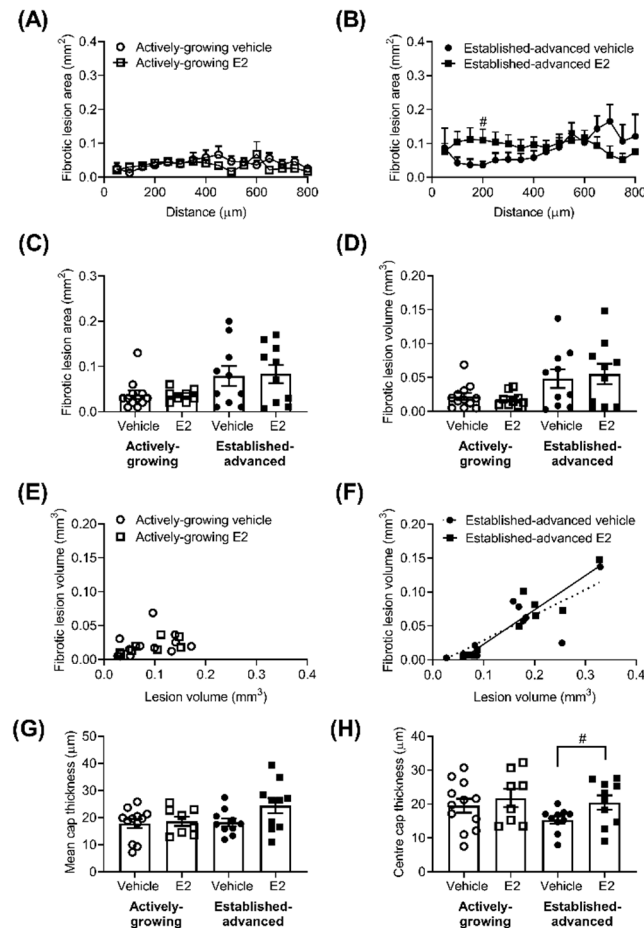 (A)
Actively-growing vehicle
Actively-growing E2
Fibrotic lesion area (mm²)
0.4
0.3
0.2
0.1
0.0
0 200 400 600 800
Distance (µm)
(B)
Established-advanced vehicle
Established-advanced E2
#
Fibrotic lesion area (mm²)
0.4
0.3
0.2
0.1
0.0
0 200 400 600 800
Distance (µm)
(C)
Fibrotic lesion area (mm²)
0.3
0.2
0.1
0.0
Vehicle E2 Vehicle E2
Actively- Established-
growing advanced
(D)
Fibrotic lesion volume (mm³)
0.20
0.15
0.10
0.05
0.00
Vehicle E2 Vehicle E2
Actively- Established-
growing advanced
(E)
Actively-growing vehicle
Actively-growing E2
Fibrotic lesion volume (mm³)
0.20
0.15
0.10
0.05
0.00
0.0 0.1 0.2 0.3 0.4
Lesion volume (mm³)
(F)
Established-advanced vehicle
Established-advanced E2
Fibrotic lesion volume (mm³)
0.20
0.15
0.10
0.05
0.00
0.0 0.1 0.2 0.3 0.4
Lesion volume (mm³)
(G)
Mean cap thickness (µm)
50
40
30
20
10
0
Vehicle E2 Vehicle E2
Actively- Established-
growing advanced
(H)
#
Centre cap thickness (µm)
40
30
20
10
0
Vehicle E2 Vehicle E2
Actively- Established-
growing advanced